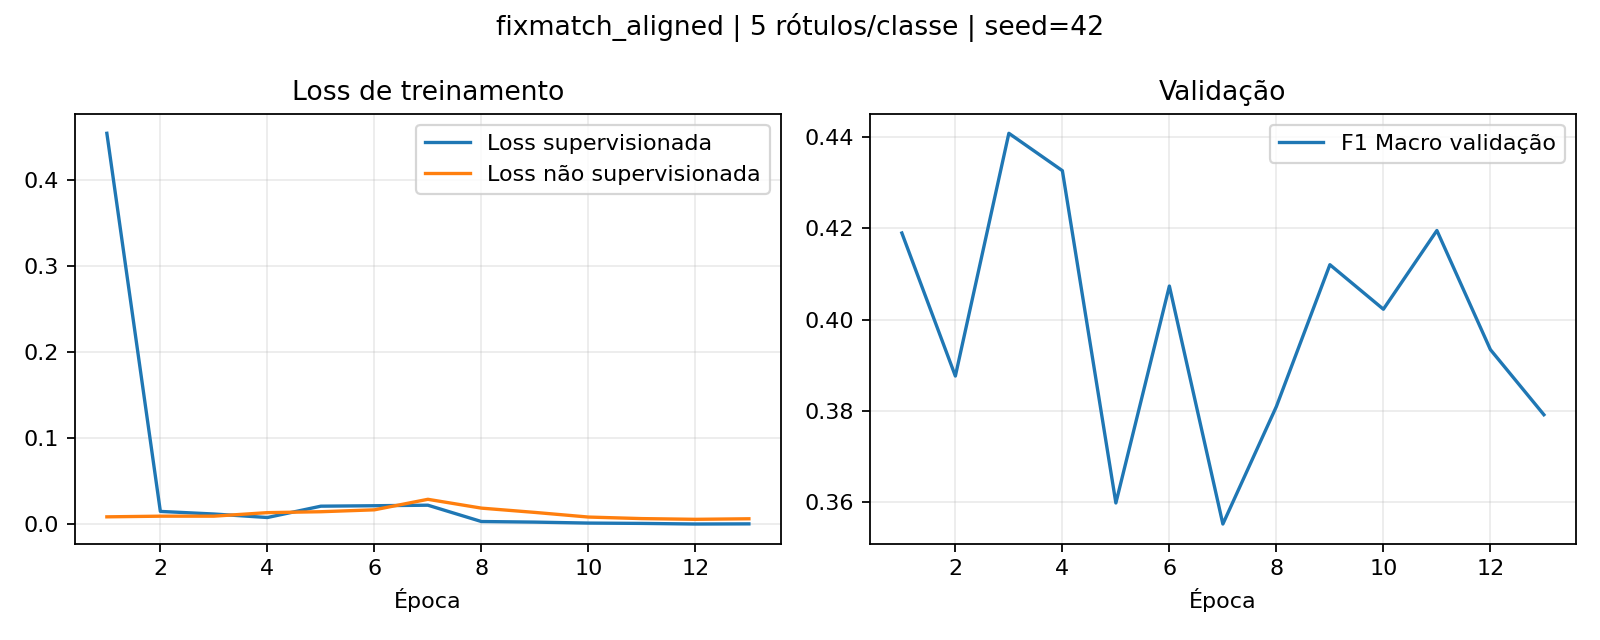 fixmatch_aligned | 5 rótulos/classe | seed=42
Loss de treinamento
Loss supervisionada
Loss não supervisionada
0.4
0.3
0.2
0.1
0.0
2 4 6 8 10 12
Época
Validação
F1 Macro validação
0.44
0.42
0.40
0.38
0.36
2 4 6 8 10 12
Época